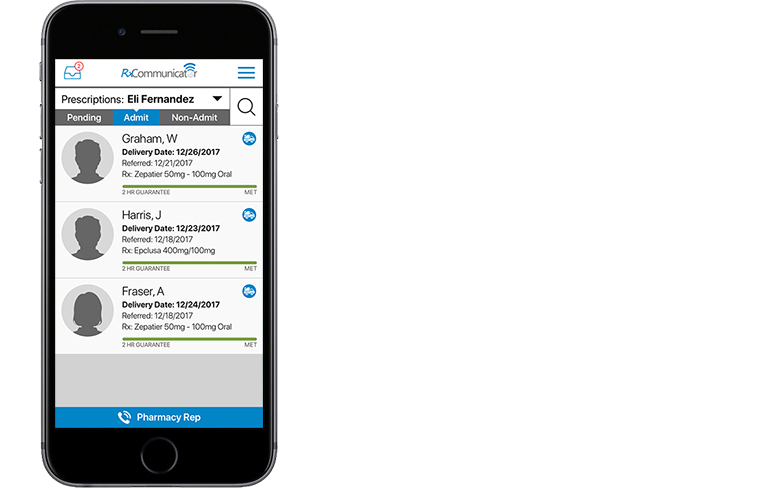 2
RxCommunicator
Prescriptions: Eli Fernandez
Pending Admit Non-Admit
Graham, W
Delivery Date: 12/26/2017
Referred: 12/21/2017
Rx: Zepatier 50mg - 100mg Oral
2 HR GUARANTEE MET
Harris, J
Delivery Date: 12/23/2017
Referred: 12/18/2017
Rx: Epclusa 400mg/100mg
2 HR GUARANTEE MET
Fraser, A
Delivery Date: 12/24/2017
Referred: 12/18/2017
Rx: Zepatier 50mg - 100mg Oral
2 HR GUARANTEE MET
Pharmacy Rep